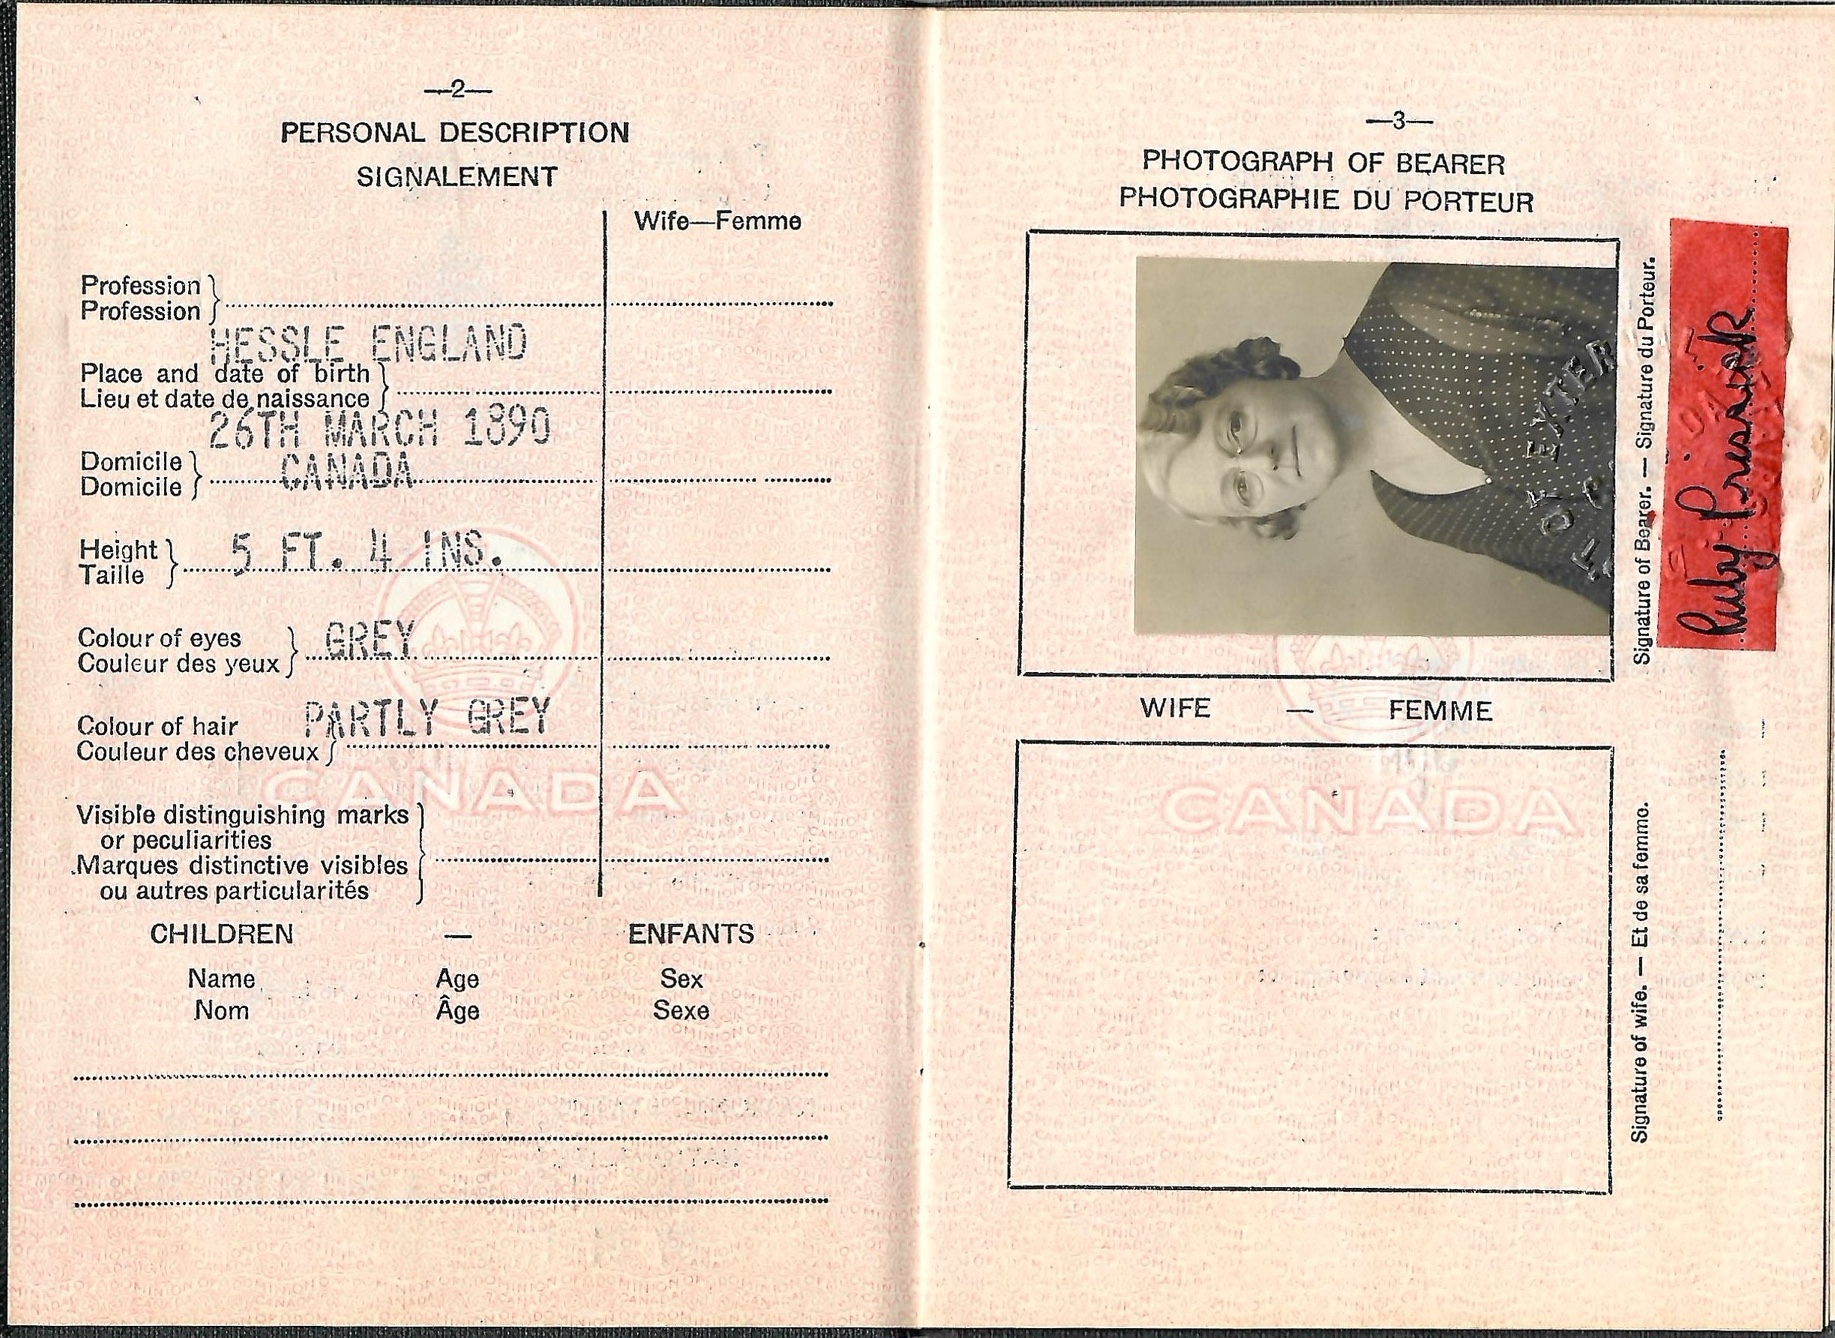 —2—
PERSONAL DESCRIPTION
SIGNALEMENT
Wife—Femme
Profession
Profession
HESSLE ENGLAND
Place and date of birth
Lieu et date de naissance
26TH MARCH 1890
Domicile
Domicile
CANADA
Height
Taille
5 FT. 4 INS.
Colour of eyes
Couleur des yeux
GREY
Colour of hair
Couleur des cheveux
PARTLY GREY
CANADA
Visible distinguishing marks
or peculiarities
Marques distinctive visibles
ou autres particularités
CHILDREN — ENFANTS
Name Age Sex
Nom Âge Sexe
—3—
PHOTOGRAPH OF BEARER
PHOTOGRAPHIE DU PORTEUR
OF EXTER
Signature of Bearer. — Signature du Porteur.
Ruby
WIFE — FEMME
CANADA
Signature of wife. — Et de sa femme.